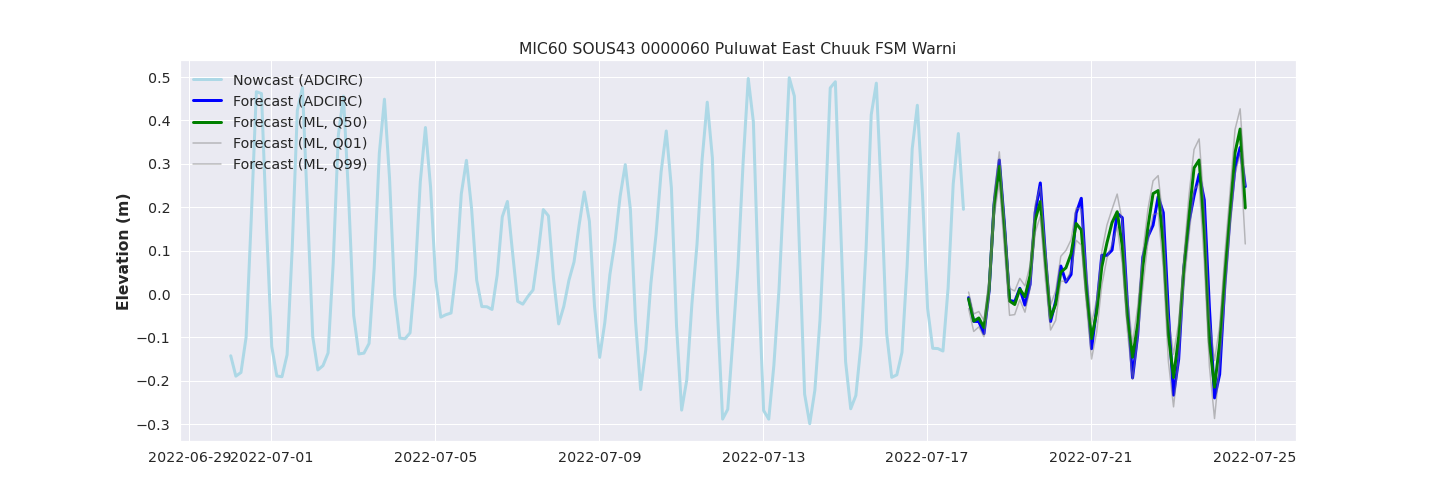 MIC60 SOUS43 0000060 Puluwat East Chuuk FSM Warni
Nowcast (ADCIRC)
Forecast (ADCIRC)
Forecast (ML, Q50)
Forecast (ML, Q01)
Forecast (ML, Q99)
Elevation (m)
0.5
0.4
0.3
0.2
0.1
0.0
−0.1
−0.2
−0.3
2022-06-29 2022-07-01 2022-07-05 2022-07-09 2022-07-13 2022-07-17 2022-07-21 2022-07-25